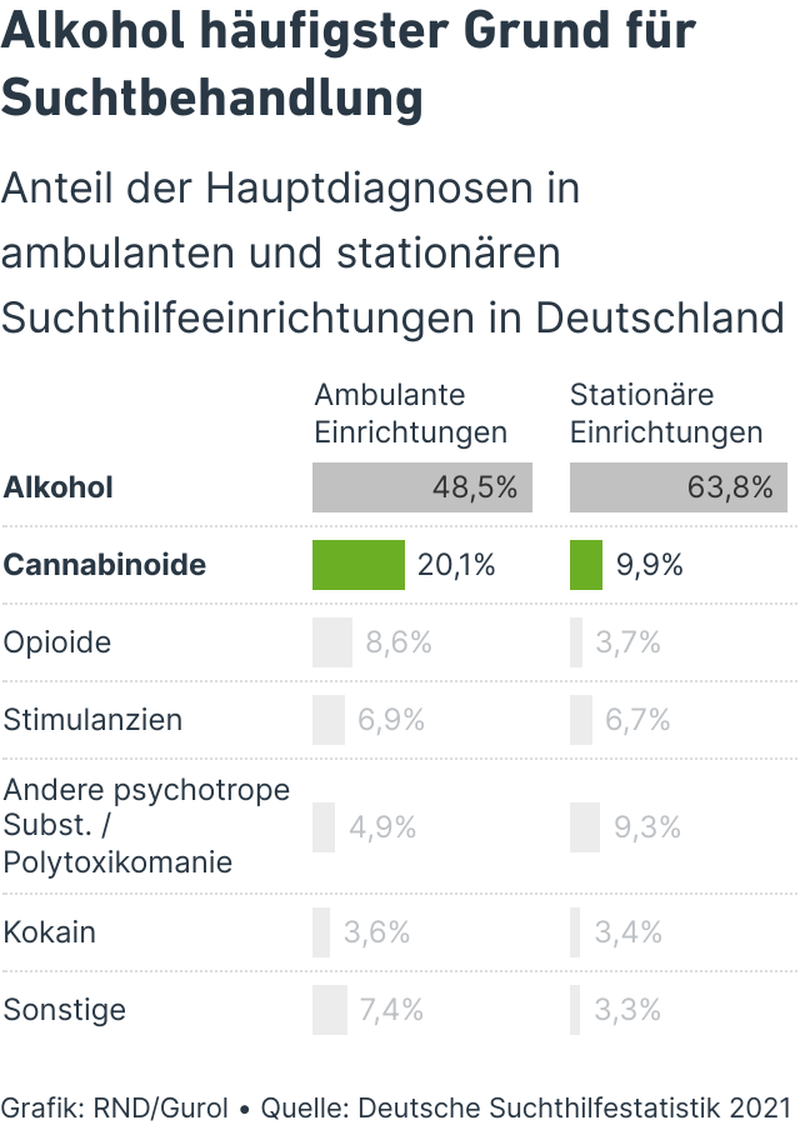 Alkohol häufigster Grund für
Suchtbehandlung
Anteil der Hauptdiagnosen in
ambulanten und stationären
Suchthilfeeinrichtungen in Deutschland
Ambulante Einrichtungen
Stationäre Einrichtungen
Alkohol 48,5% 63,8%
Cannabinoide 20,1% 9,9%
Opioide 8,6% 3,7%
Stimulanzien 6,9% 6,7%
Andere psychotrope
Subst. /
Polytoxikomanie
4,9% 9,3%
Kokain 3,6% 3,4%
Sonstige 7,4% 3,3%
Grafik: RND/Gurol • Quelle: Deutsche Suchthilfestatistik 2021